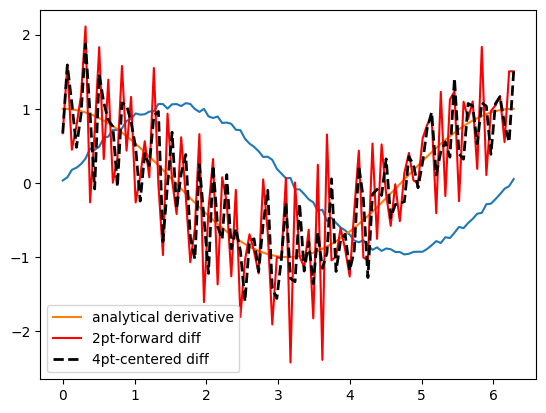 2
1
0
−1
−2
analytical derivative
2pt-forward diff
4pt-centered diff
0 1 2 3 4 5 6